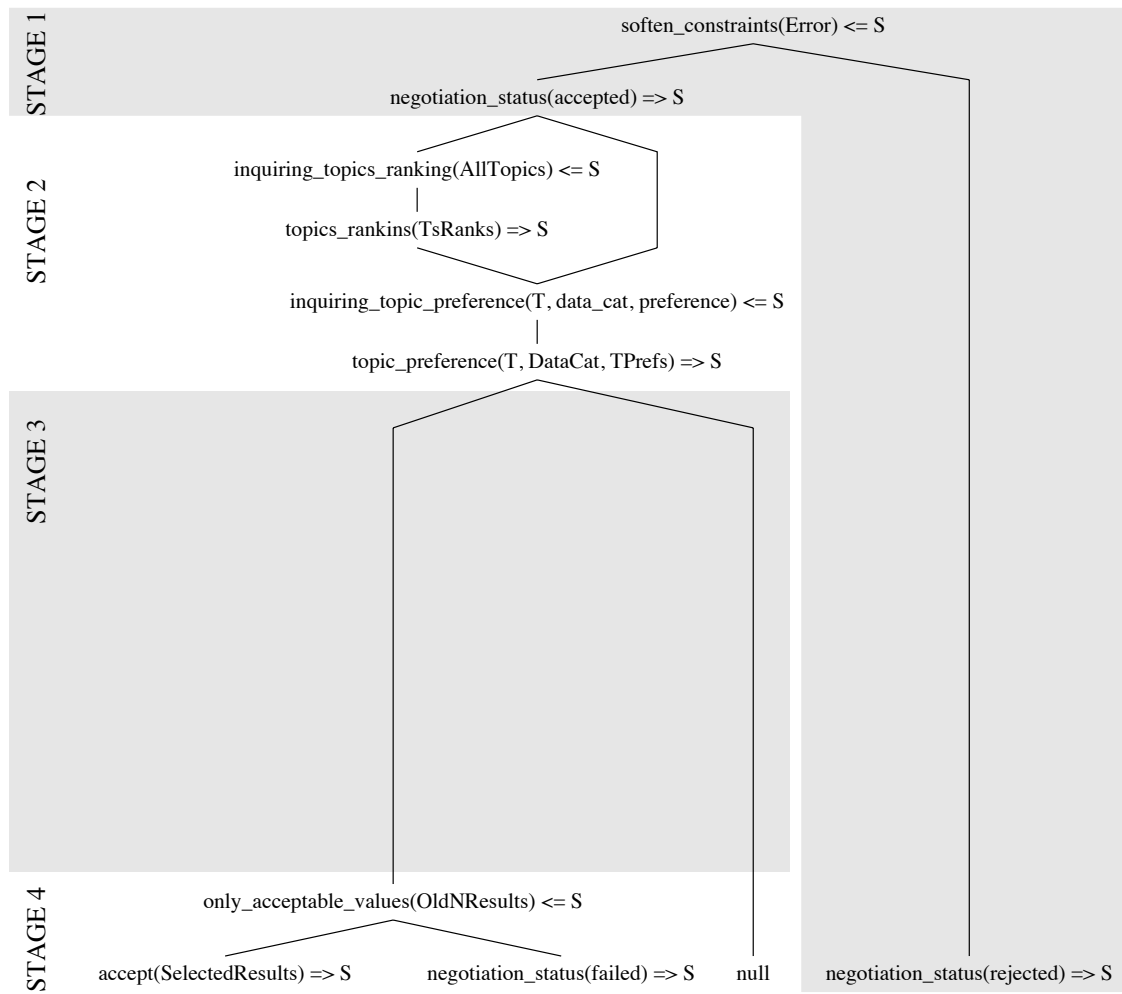 STAGE 1
soften_constraints(Error) <= S
negotiation_status(accepted) => S
STAGE 2
inquiring_topics_ranking(AllTopics) <= S
topics_rankins(TsRanks) => S
inquiring_topic_preference(T, data_cat, preference) <= S
topic_preference(T, DataCat, TPrefs) => S
STAGE 3
STAGE 4
only_acceptable_values(OldNResults) <= S
accept(SelectedResults) => S
negotiation_status(failed) => S
null
negotiation_status(rejected) => S